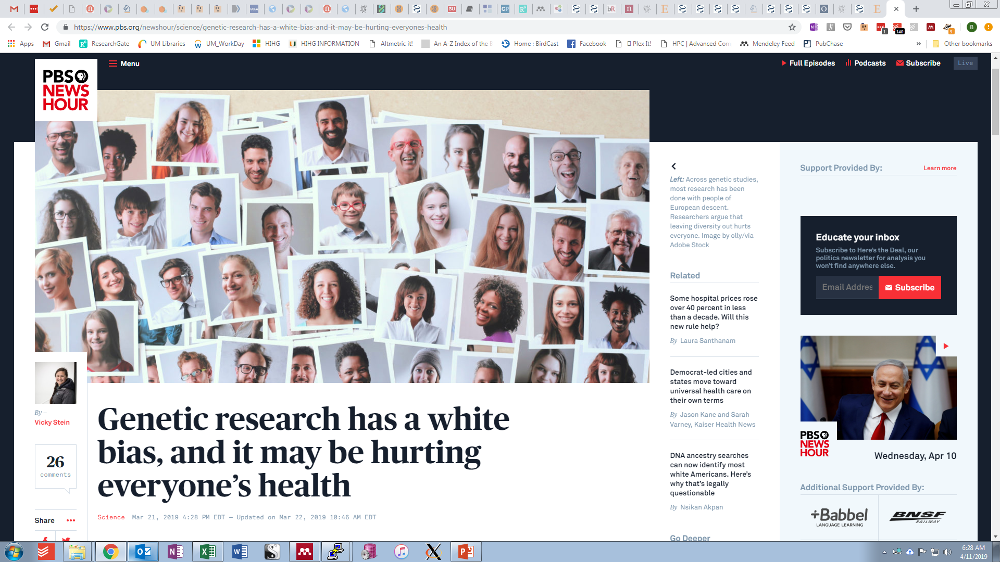 https://www.pbs.org/newshour/science/genetic-research-has-a-white-bias-and-it-may-be-hurting-everyones-health
1
140
9
B
Apps
Gmail
ResearchGate
UM Libraries
UM_WorkDay
HIHG
HIHG INFORMATION
Altmetric it!
An A-Z Index of the
Home : BirdCast
Facebook
Plex It!
HPC | Advanced Com
Mendeley Feed
PubChase
»
Other bookmarks
PBS
NEWS
HOUR
Menu
Full Episodes
Podcasts
Subscribe
Live
Left: Across genetic studies,
most research has been
done with people of
European descent.
Researchers argue that
leaving diversity out hurts
everyone. Image by olly/via
Adobe Stock
Related
Some hospital prices rose
over 40 percent in less
than a decade. Will this
new rule help?
By Laura Santhanam
Democrat-led cities and
states move toward
universal health care on
their own terms
By Jason Kane and Sarah
Varney, Kaiser Health News
DNA ancestry searches
can now identify most
white Americans. Here's
why that's legally
questionable
By Nsikan Akpan
Go Deeper
Support Provided By:
Learn more
Educate your inbox
Subscribe to Here's the Deal, our
politics newsletter for analysis you
won't find anywhere else.
Email Addres
Subscribe
PBS
NEWS
HOUR
Wednesday, Apr 10
Additional Support Provided By:
+Babbel
LANGUAGE LEARNING
BNSF
RAILWAY
By –
Vicky Stein
26
comments
Share
Genetic research has a white
bias, and it may be hurting
everyone's health
Science Mar 21, 2019 4:28 PM EDT — Updated on Mar 22, 2019 10:46 AM EDT
6:28 AM
4/11/2019